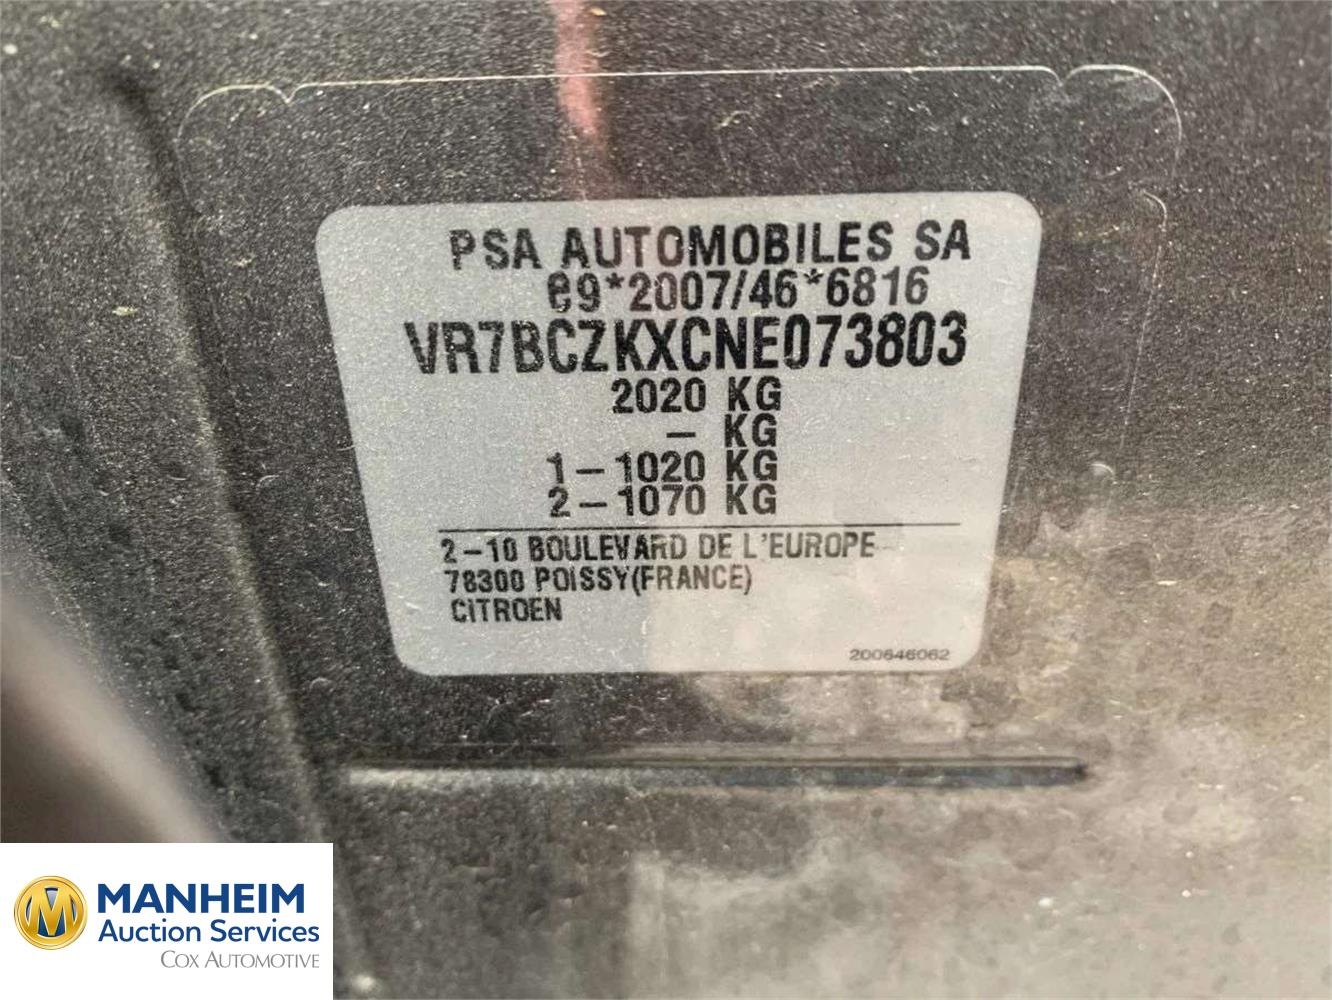 PSA AUTOMOBILES SA
e9*2007/46*6816
VR7BCZKXCNE073803
2020 KG
- KG
1-1020 KG
2-1070 KG
2-10 BOULEVARD DE L'EUROPE
78300 POISSY(FRANCE)
CITROEN
200646062
M
MANHEIM
Auction Services
COX AUTOMOTIVE